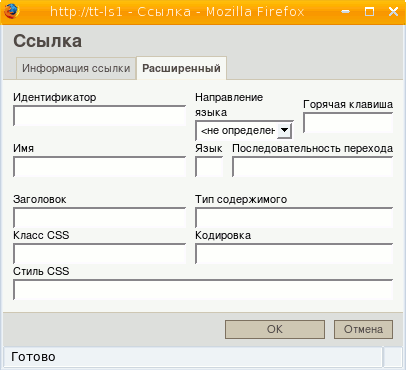 http://tt-ls1 - Ссылка - Mozilla Firefox
Ссылка
Информация ссылки Расширенный
Идентификатор
Направление
языка
Горячая клавиша
<не определен
Имя
Язык
Последовательность перехода
Заголовок
Тип содержимого
Класс CSS
Кодировка
Стиль CSS
OK Отмена
Готово